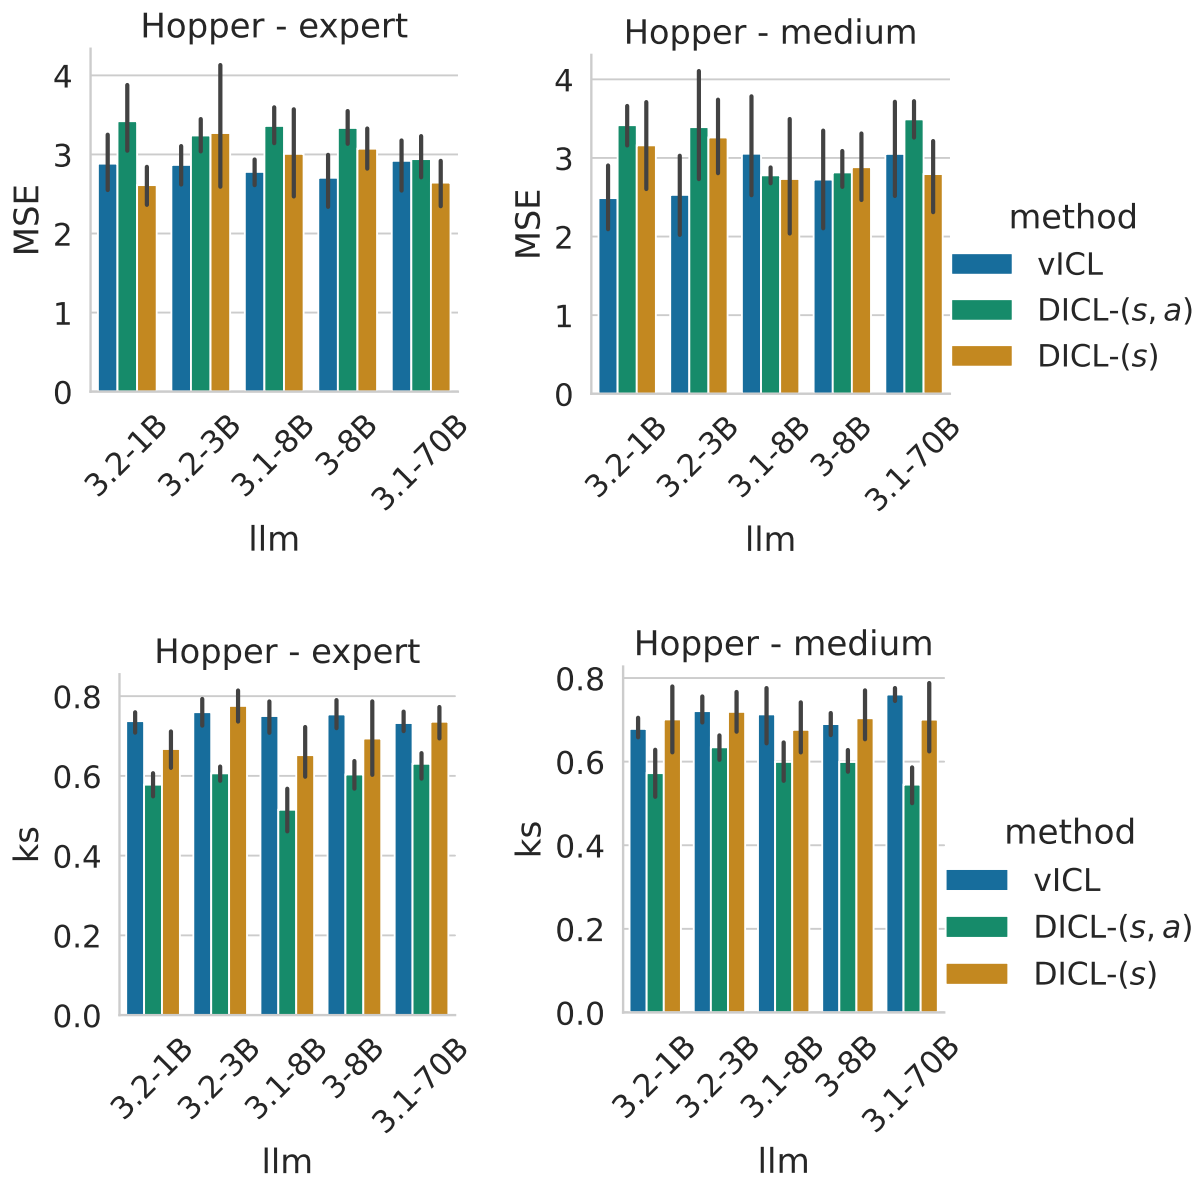 Hopper - expert
MSE
4
3
2
1
0
3.2-1B
3.2-3B
3.1-8B
3-8B
3.1-70B
llm
Hopper - medium
MSE
4
3
2
1
0
3.2-1B
3.2-3B
3.1-8B
3-8B
3.1-70B
llm
method
vICL
DICL-(s, a)
DICL-(s)
Hopper - expert
ks
0.8
0.6
0.4
0.2
0.0
3.2-1B
3.2-3B
3.1-8B
3-8B
3.1-70B
llm
Hopper - medium
ks
0.8
0.6
0.4
0.2
0.0
3.2-1B
3.2-3B
3.1-8B
3-8B
3.1-70B
llm
method
vICL
DICL-(s, a)
DICL-(s)